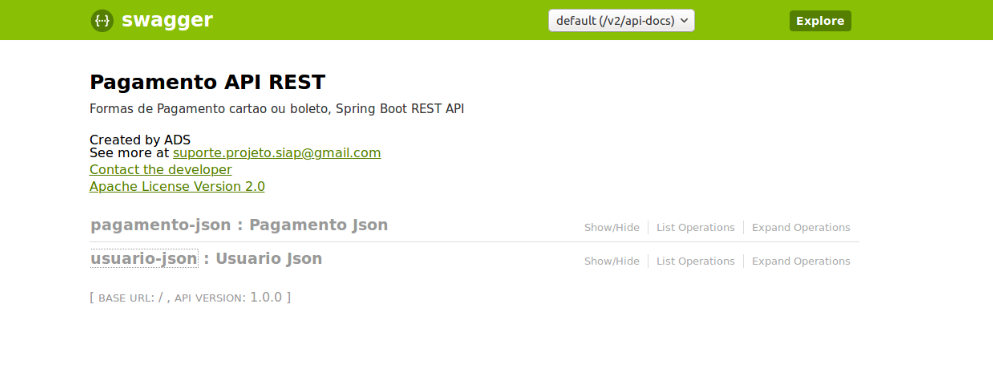 swagger default (/v2/api-docs) Explore
Pagamento API REST
Formas de Pagamento cartao ou boleto, Spring Boot REST API
Created by ADS
See more at suporte.projeto.siap@gmail.com
Contact the developer
Apache License Version 2.0
pagamento-json : Pagamento Json Show/Hide List Operations Expand Operations
usuario-json : Usuario Json Show/Hide List Operations Expand Operations
[ BASE URL: / , API VERSION: 1.0.0 ]